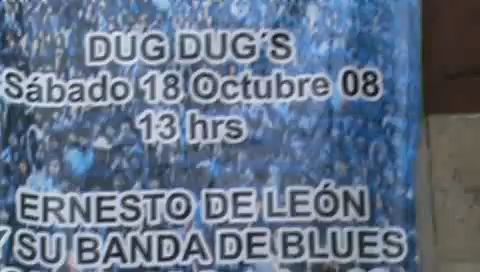 DUG DUG´S
Sábado 18 Octubre 08
13 hrs
ERNESTO DE LEÓN
Y SU BANDA DE BLUES